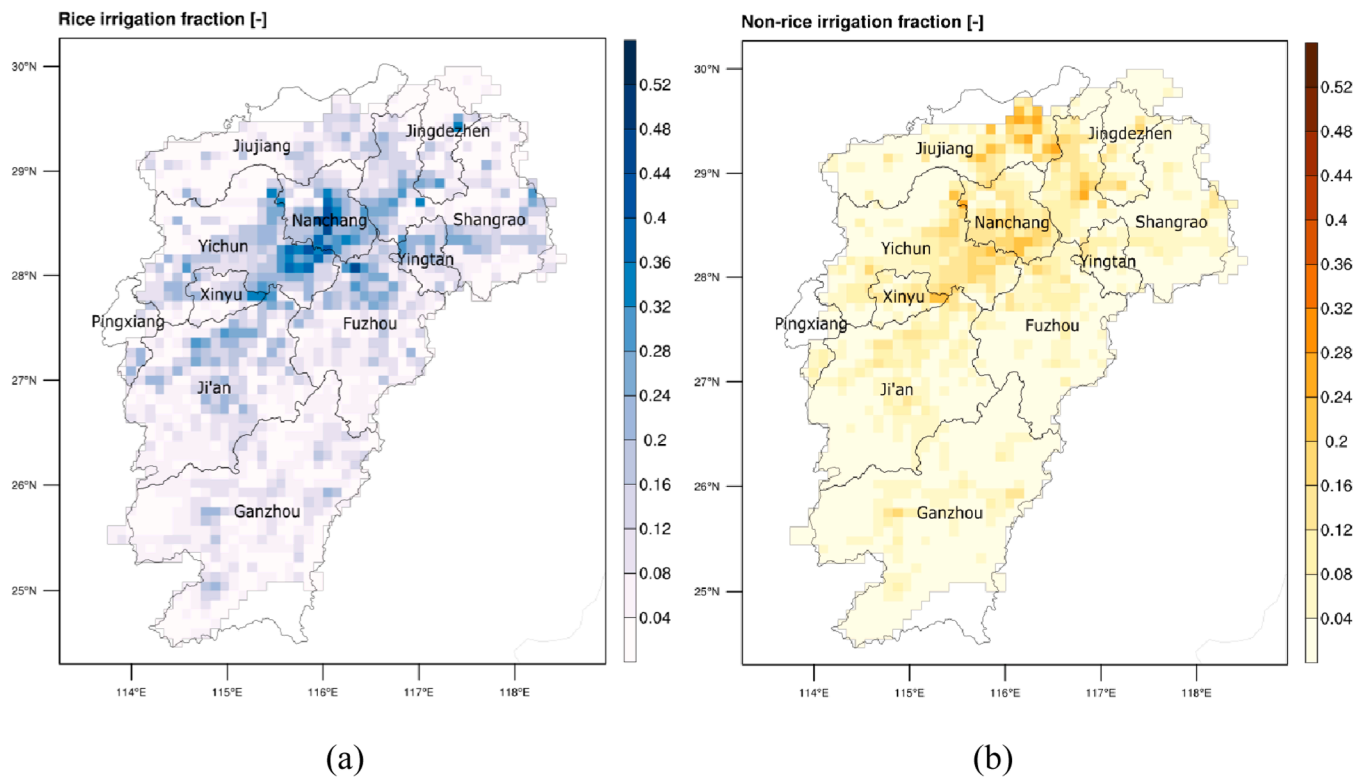 Rice irrigation fraction [-]
30°N
29°N
28°N
27°N
26°N
25°N
114°E 115°E 116°E 117°E 118°E
Jingdezhen
Jiujiang
Nanchang
Shangrao
Yichun
Yingtan
Xinyu
Pingxiang
Fuzhou
Ji'an
Ganzhou
0.52
0.48
0.44
0.4
0.36
0.32
0.28
0.24
0.2
0.16
0.12
0.08
0.04
(a)
Non-rice irrigation fraction [-]
30°N
29°N
28°N
27°N
26°N
25°N
114°E 115°E 116°E 117°E 118°E
Jingdezhen
Jiujiang
Nanchang
Shangrao
Yichun
Yingtan
Xinyu
Pingxiang
Fuzhou
Ji'an
Ganzhou
0.52
0.48
0.44
0.4
0.36
0.32
0.28
0.24
0.2
0.16
0.12
0.08
0.04
(b)